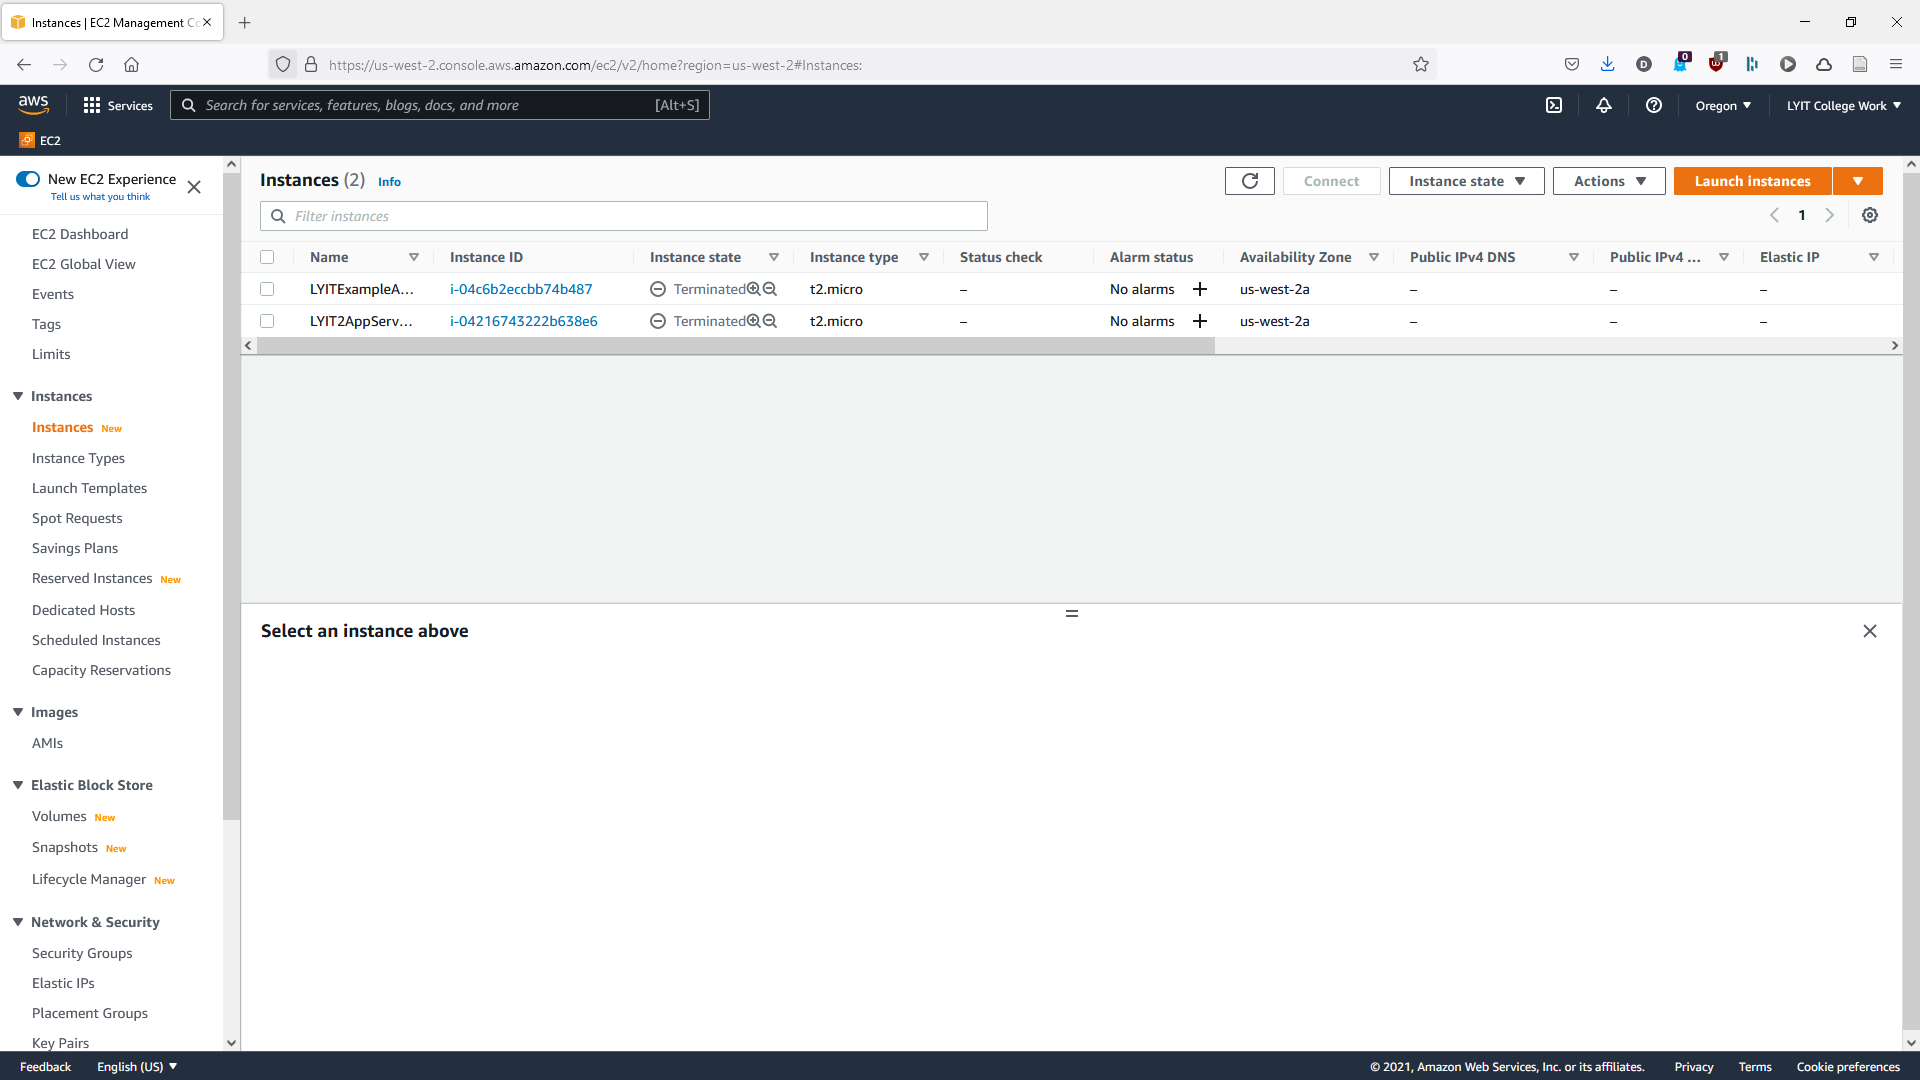 Instances | EC2 Management Co
https://us-west-2.console.aws.amazon.com/ec2/v2/home?region=us-west-2#Instances:
0
D
1
aws
Services
Search for services, features, blogs, docs, and more
[Alt+S]
Oregon
LYIT College Work
EC2
New EC2 Experience
Tell us what you think
EC2 Dashboard
EC2 Global View
Events
Tags
Limits
Instances
Instances New
Instance Types
Launch Templates
Spot Requests
Savings Plans
Reserved Instances New
Dedicated Hosts
Scheduled Instances
Capacity Reservations
Images
AMIs
Elastic Block Store
Volumes New
Snapshots New
Lifecycle Manager New
Network & Security
Security Groups
Elastic IPs
Placement Groups
Key Pairs
Instances (2) Info
Connect
Instance state
Actions
Launch instances
Filter instances
1
Name Instance ID Instance state Instance type Status check Alarm status Availability Zone Public IPv4 DNS Public IPv4 ... Elastic IP
LYITExampleA... i-04c6b2eccbb74b487 Terminated t2.micro – No alarms + us-west-2a – – –
LYIT2AppServ... i-04216743222b638e6 Terminated t2.micro – No alarms + us-west-2a – – –
Select an instance above
Feedback English (US)
© 2021, Amazon Web Services, Inc. or its affiliates. Privacy Terms Cookie preferences